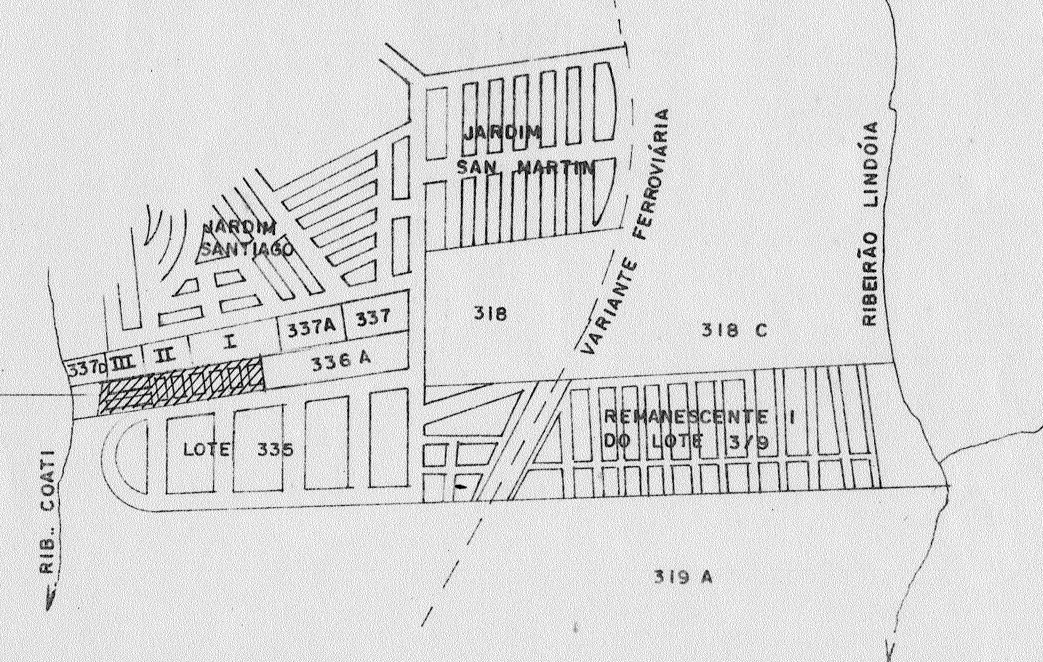 JARDIM
SAN MARTIN
VARIANTE FERROVIÁRIA
RIBEIRÃO LINDÓIA
JARDIM
SANTIAGO
318
318 C
337D
III
II
I
337A
337
336 A
REMANESCENTE I
DO LOTE 3/9
LOTE 335
RIB.. COATI
319 A